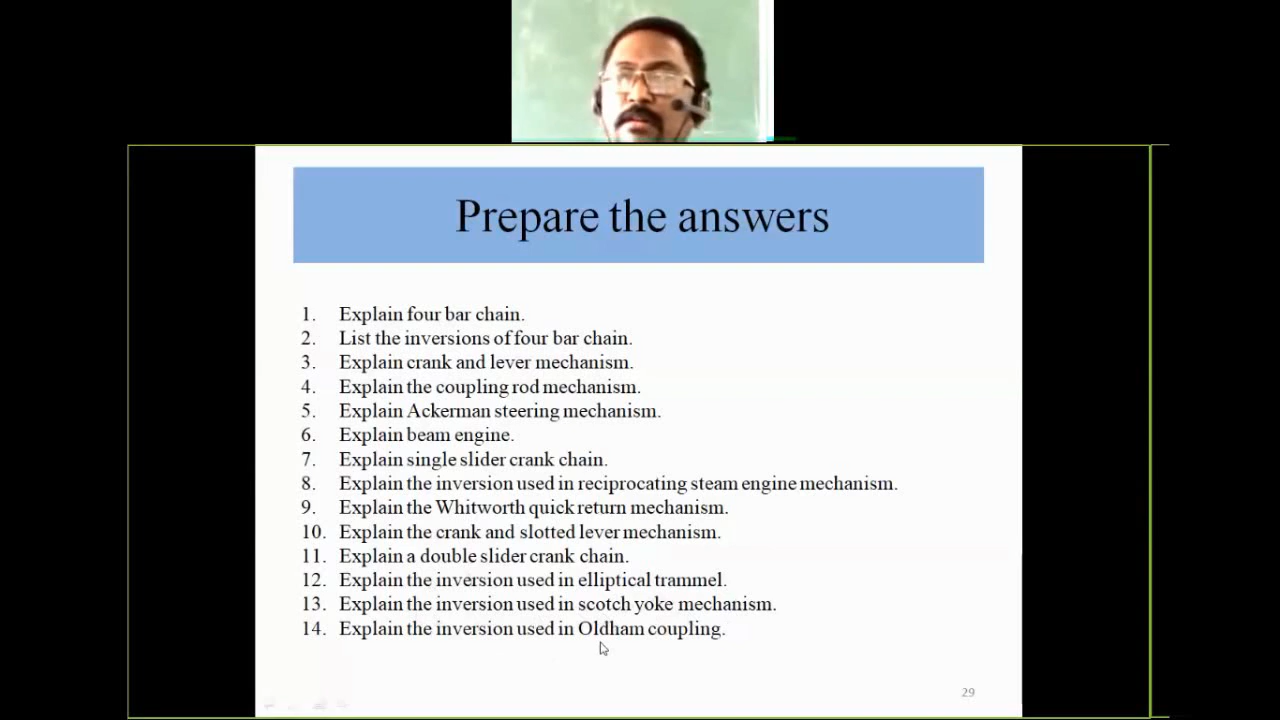 Prepare the answers
1. Explain four bar chain.
2. List the inversions of four bar chain.
3. Explain crank and lever mechanism.
4. Explain the coupling rod mechanism.
5. Explain Ackerman steering mechanism.
6. Explain beam engine.
7. Explain single slider crank chain.
8. Explain the inversion used in reciprocating steam engine mechanism.
9. Explain the Whitworth quick return mechanism.
10. Explain the crank and slotted lever mechanism.
11. Explain a double slider crank chain.
12. Explain the inversion used in elliptical trammel.
13. Explain the inversion used in scotch yoke mechanism.
14. Explain the inversion used in Oldham coupling.
29